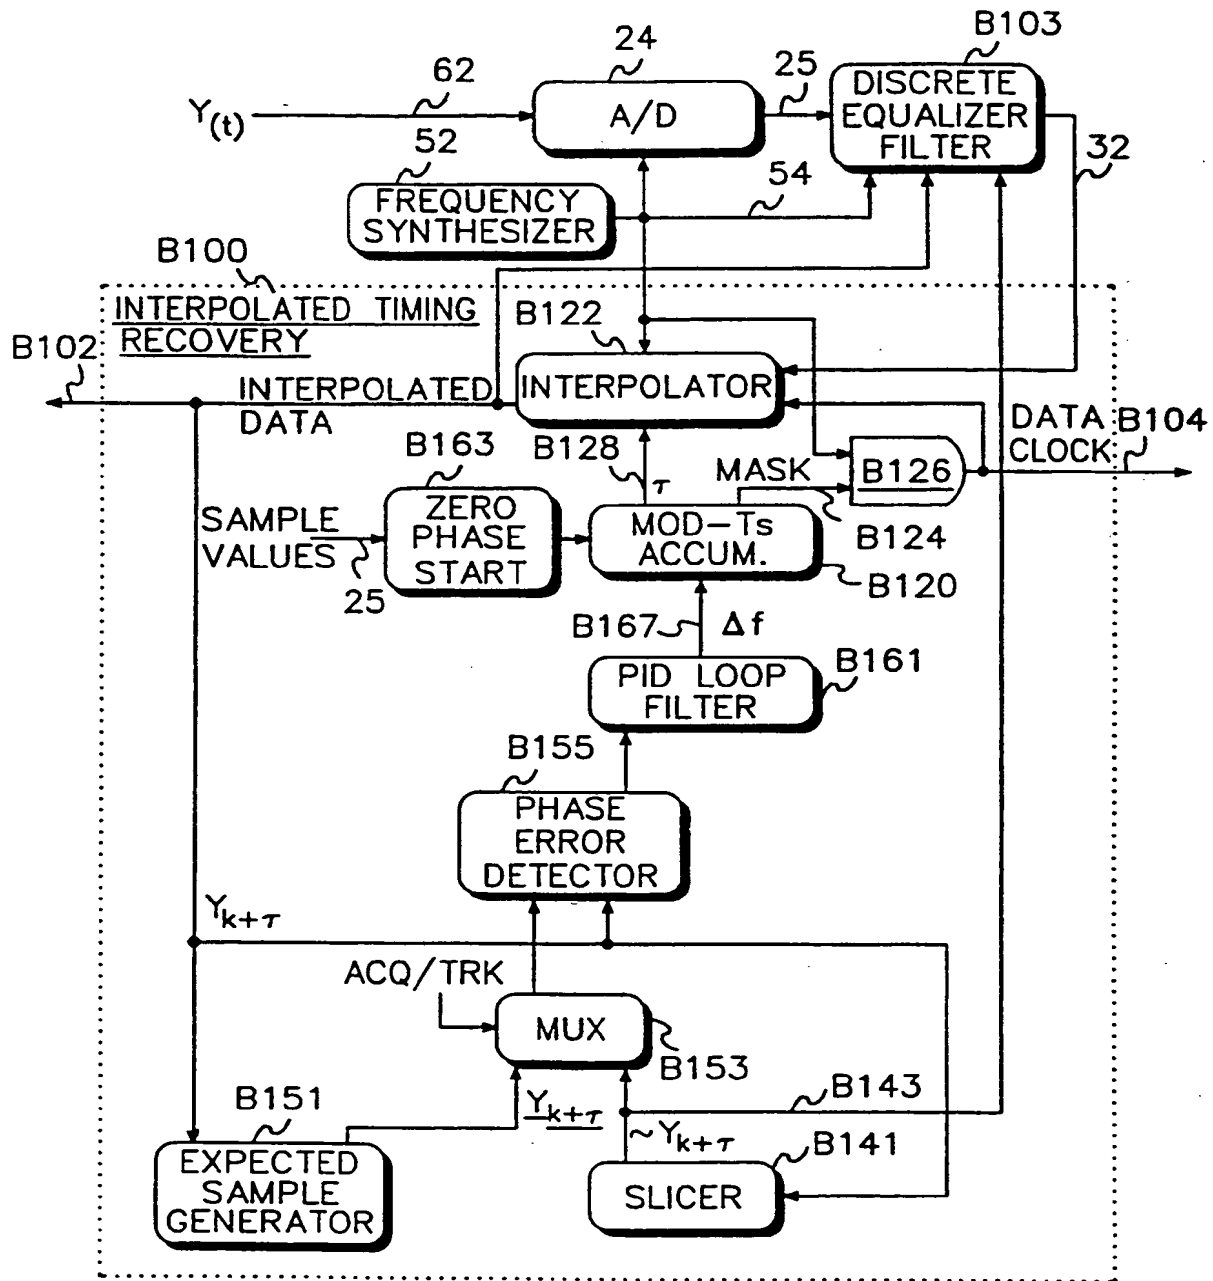 B103
24
62
25
Y(t)
A/D
DISCRETE
EQUALIZER
FILTER
52
32
54
FREQUENCY
SYNTHESIZER
B100
INTERPOLATED TIMING
RECOVERY
B122
B102
INTERPOLATOR
INTERPOLATED
DATA
DATA
CLOCK
B104
B163
B128
τ
MASK
B126
SAMPLE
VALUES
25
ZERO
PHASE
START
MOD-Ts
ACCUM.
B124
B120
B167
Δf
B161
PID LOOP
FILTER
B155
PHASE
ERROR
DETECTOR
Yk+τ
ACQ/TRK
MUX
B153
B143
B151
Yk+τ
~Yk+τ
B141
EXPECTED
SAMPLE
GENERATOR
SLICER